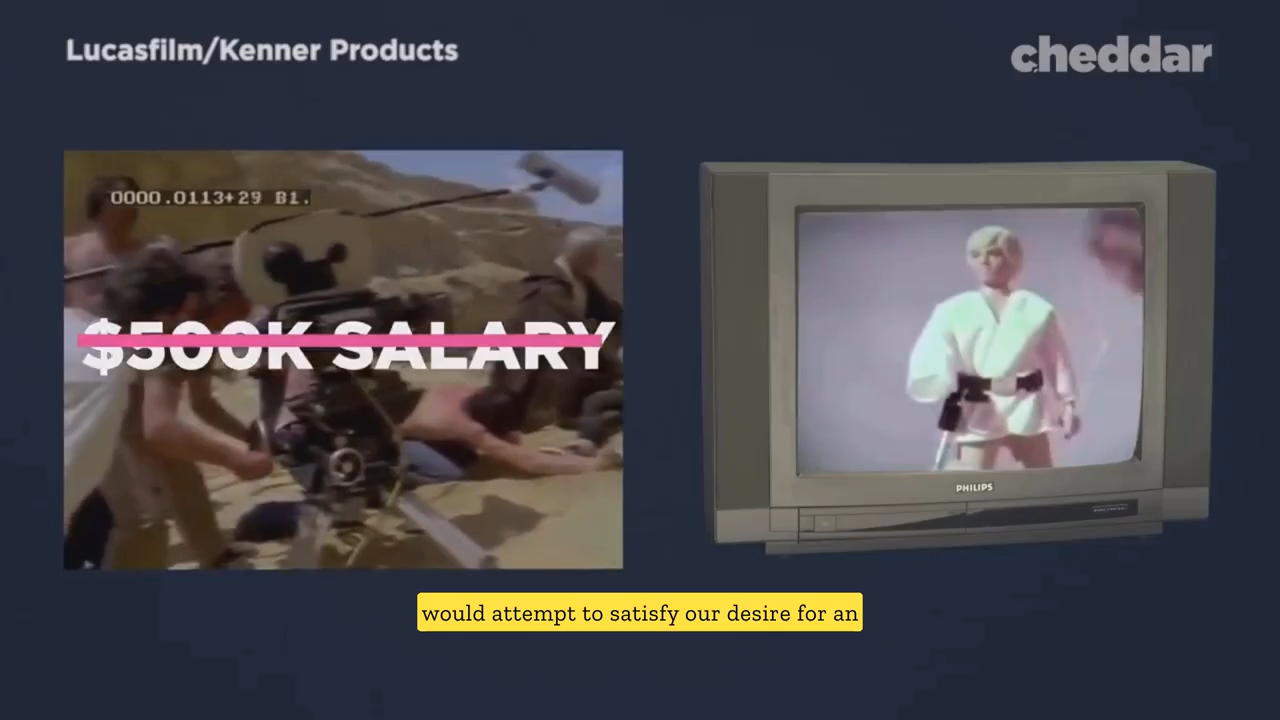 Lucasfilm/Kenner Products
cheddar
0000.0113+29 B1.
$500K SALARY
PHILIPS
would attempt to satisfy our desire for an